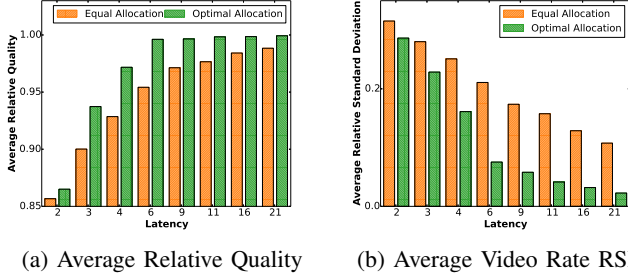 Equal Allocation Optimal Allocation
Average Relative Quality
1.00
0.95
0.90
0.85
2 3 4 6 9 11 16 21
Latency
(a) Average Relative Quality
Equal Allocation
Optimal Allocation
Average Relative Standard Deviation
0.2
0.0
2 3 4 6 9 11 16 21
Latency
(b) Average Video Rate RS